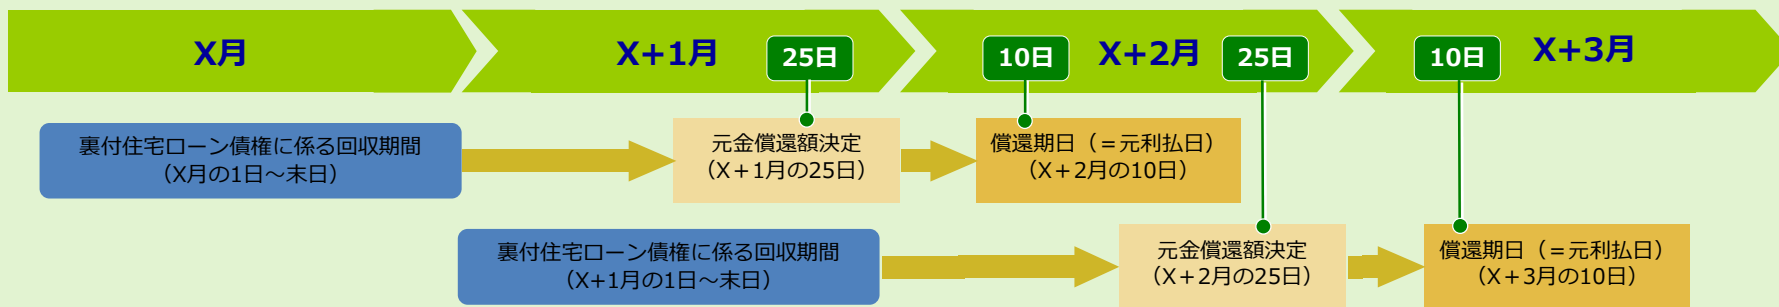 X月
X+1月
25日
10日
X+2月
25日
10日
X+3月
裏付住宅ローン債権に係る回収期間
（X月の1日～末日）
元金償還額決定
（X＋1月の25日）
償還期日（＝元利払日）
（X＋2月の10日）
裏付住宅ローン債権に係る回収期間
（X+1月の1日～末日）
元金償還額決定
（X＋2月の25日）
償還期日（＝元利払日）
（X＋3月の10日）